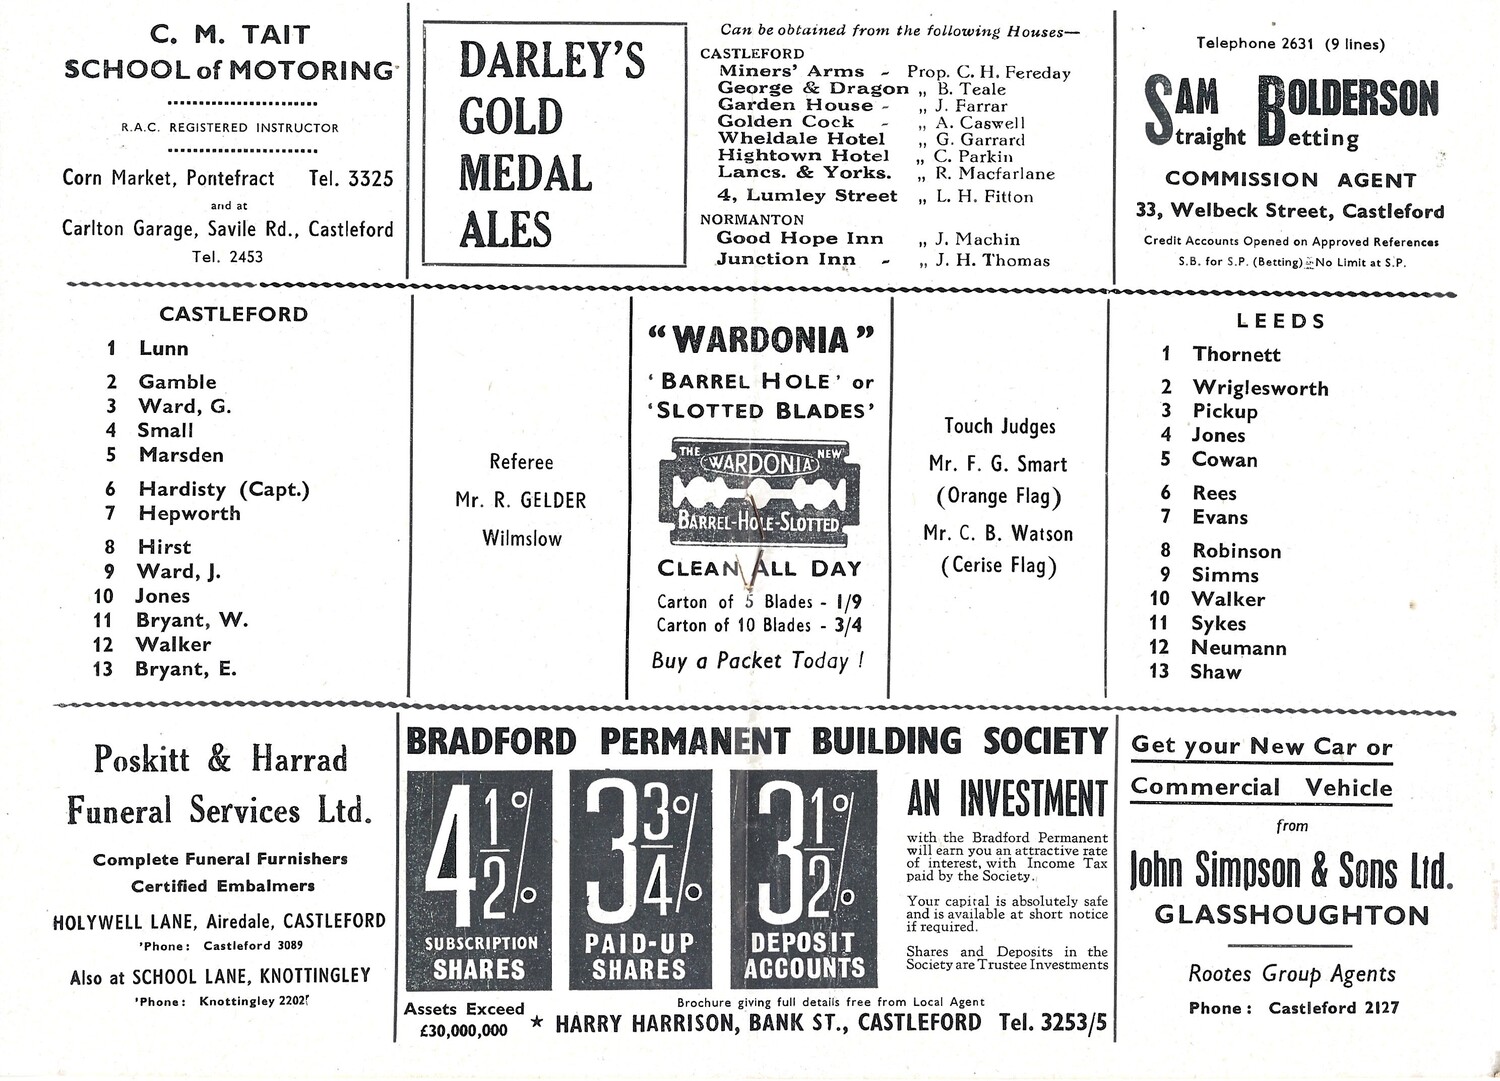 C. M. TAIT
SCHOOL of MOTORING
R.A.C. REGISTERED INSTRUCTOR
Corn Market, Pontefract Tel. 3325
and at
Carlton Garage, Savile Rd., Castleford
Tel. 2453
DARLEY'S
GOLD
MEDAL
ALES
Can be obtained from the following Houses—
CASTLEFORD
Miners' Arms - Prop. C. H. Fereday
George & Dragon ,, B. Teale
Garden House - ,, J. Farrar
Golden Cock - ,, A. Caswell
Wheldale Hotel ,, G. Garrard
Hightown Hotel ,, C. Parkin
Lancs. & Yorks. ,, R. Macfarlane
4, Lumley Street ,, L. H. Fitton
NORMANTON
Good Hope Inn ,, J. Machin
Junction Inn - ,, J. H. Thomas
Telephone 2631 (9 lines)
SAM BOLDERSON
Straight Betting
COMMISSION AGENT
33, Welbeck Street, Castleford
Credit Accounts Opened on Approved References
S.B. for S.P. (Betting) No Limit at S.P.
CASTLEFORD
1 Lunn
2 Gamble
3 Ward, G.
4 Small
5 Marsden
6 Hardisty (Capt.)
7 Hepworth
8 Hirst
9 Ward, J.
10 Jones
11 Bryant, W.
12 Walker
13 Bryant, E.
Referee
Mr. R. GELDER
Wilmslow
"WARDONIA"
'BARREL HOLE' or
'SLOTTED BLADES'
THE WARDONIA NEW
BARREL-HOLE-SLOTTED
CLEAN ALL DAY
Carton of 5 Blades - 1/9
Carton of 10 Blades - 3/4
Buy a Packet Today !
Touch Judges
Mr. F. G. Smart
(Orange Flag)
Mr. C. B. Watson
(Cerise Flag)
LEEDS
1 Thornett
2 Wriglesworth
3 Pickup
4 Jones
5 Cowan
6 Rees
7 Evans
8 Robinson
9 Simms
10 Walker
11 Sykes
12 Neumann
13 Shaw
Poskitt & Harrad
Funeral Services Ltd.
Complete Funeral Furnishers
Certified Embalmers
HOLYWELL LANE, Airedale, CASTLEFORD
'Phone: Castleford 3089
Also at SCHOOL LANE, KNOTTINGLEY
'Phone: Knottingley 2202
BRADFORD PERMANENT BUILDING SOCIETY
4 1/2 %
SUBSCRIPTION
SHARES
3 3/4 %
PAID-UP
SHARES
3 1/2 %
DEPOSIT
ACCOUNTS
AN INVESTMENT
with the Bradford Permanent
will earn you an attractive rate
of interest, with Income Tax
paid by the Society.
Your capital is absolutely safe
and is available at short notice
if required.
Shares and Deposits in the
Society are Trustee Investments
Assets Exceed
£30,000,000
Brochure giving full details free from Local Agent
★ HARRY HARRISON, BANK ST., CASTLEFORD Tel. 3253/5
Get your New Car or
Commercial Vehicle
from
John Simpson & Sons Ltd.
GLASSHOUGHTON
Rootes Group Agents
Phone: Castleford 2127